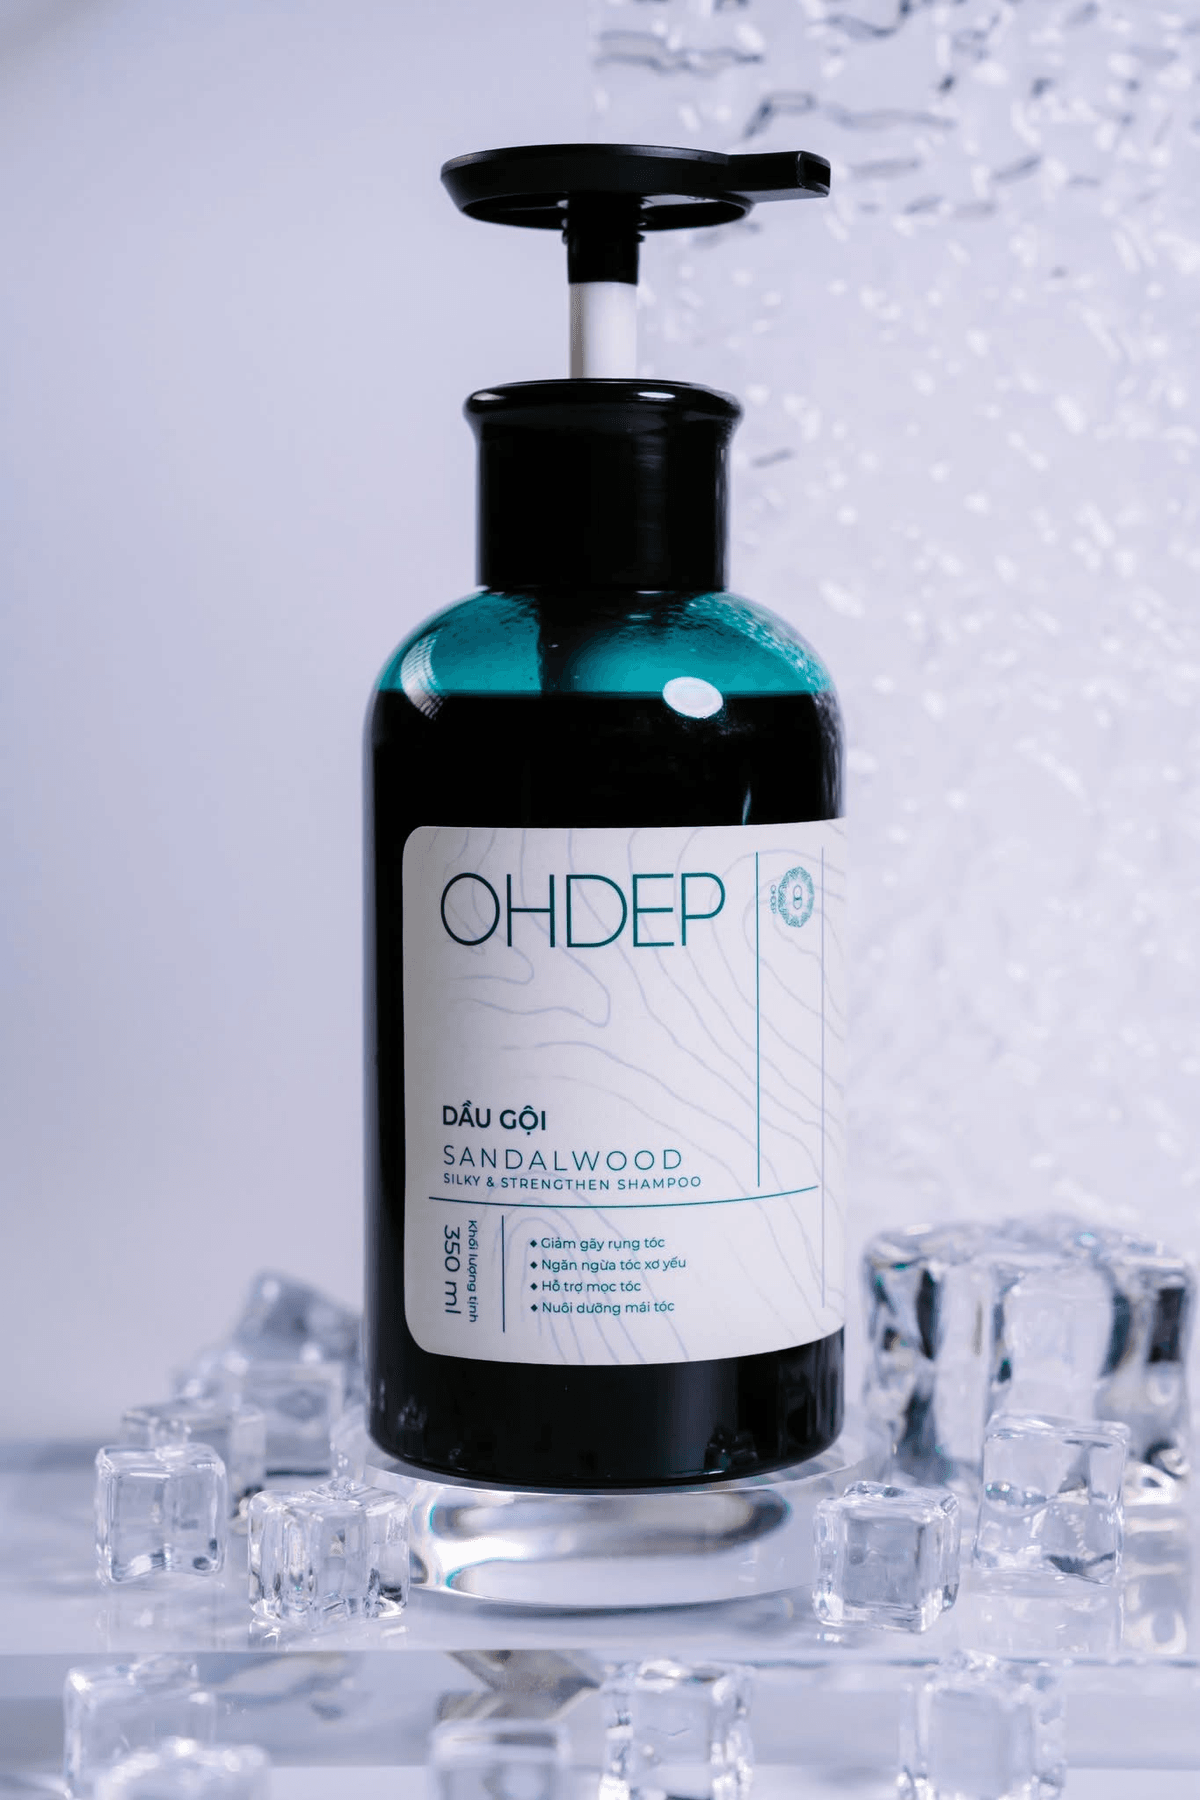 OHDEP
OHDEP
DẦU GỘI
SANDALWOOD
SILKY & STRENGTHEN SHAMPOO
Khối lượng tịnh
350 ml
Giảm gãy rụng tóc
Ngăn ngừa tóc xơ yếu
Hỗ trợ mọc tóc
Nuôi dưỡng mái tóc